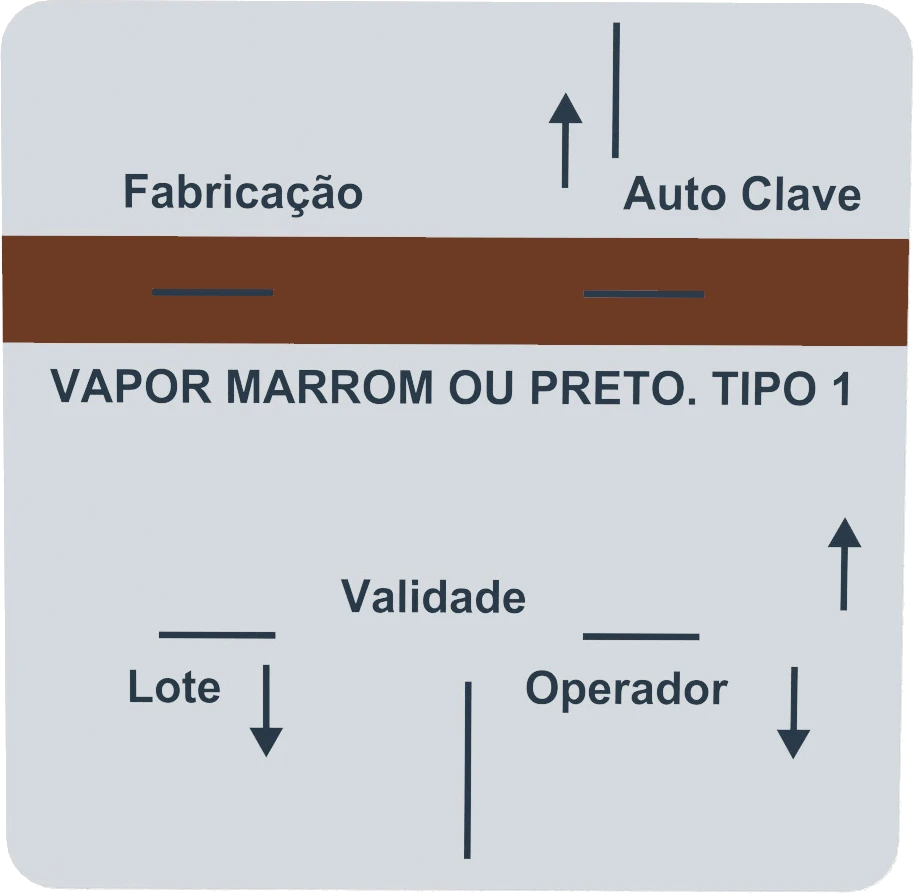 Fabricação
Auto Clave
VAPOR MARROM OU PRETO. TIPO 1
Validade
Lote
Operador